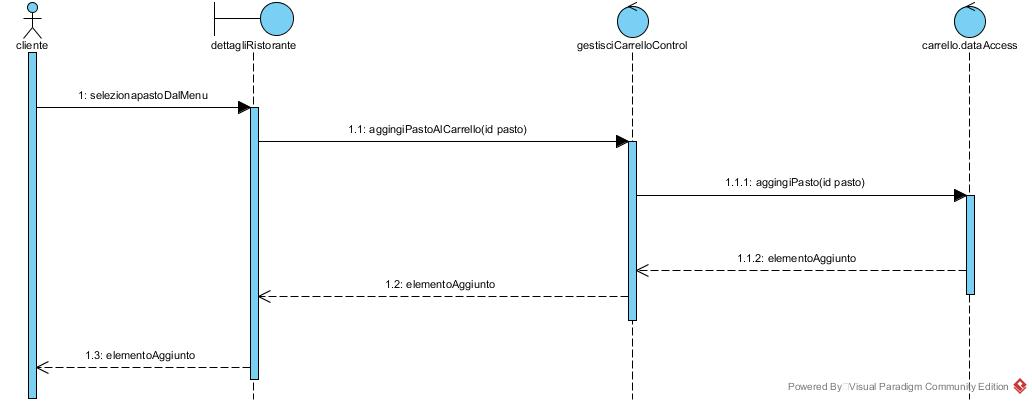 cliente
dettagliRistorante
gestisciCarrelloControl
carrello.dataAccess
1: selezionapastoDalMenu
1.1: aggingiPastoAlCarrello(id pasto)
1.1.1: aggingiPasto(id pasto)
1.1.2: elementoAggiunto
1.2: elementoAggiunto
1.3: elementoAggiunto
Powered By Visual Paradigm Community Edition